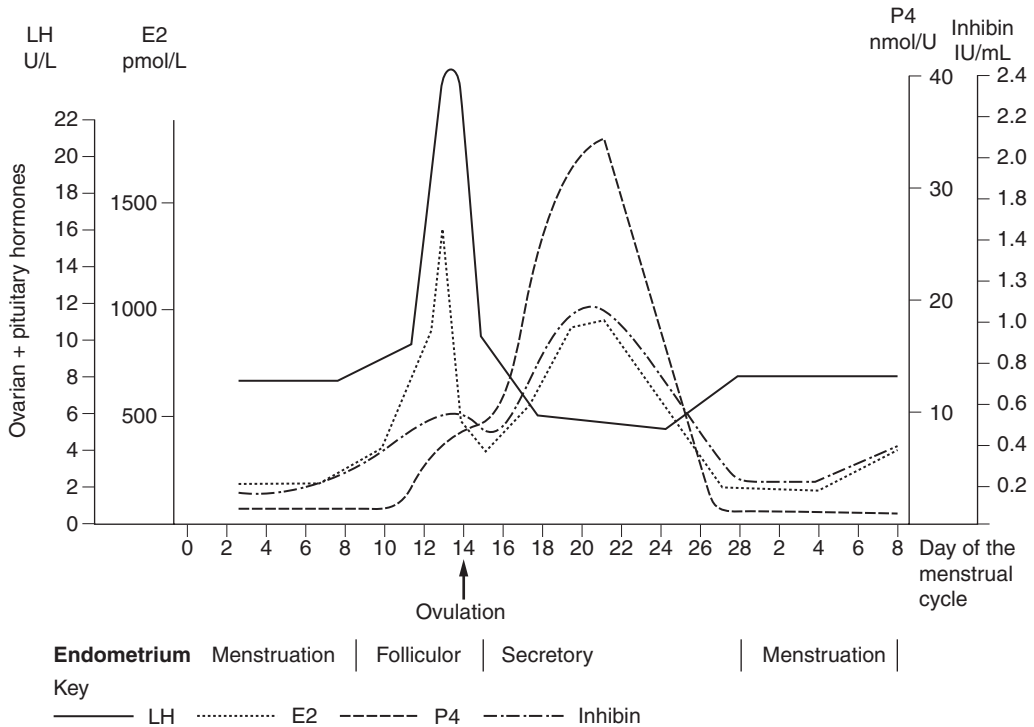 LH
U/L
E2
pmol/L
P4
nmol/U
Inhibin
IU/mL
Ovarian + pituitary hormones
22
20
18
16
14
12
10
8
6
4
2
0
1500
1000
500
40
30
20
10
2.4
2.2
2.0
1.8
1.4
1.3
1.0
0.8
0.6
0.4
0.2
0 2 4 6 8 10 12 14 16 18 20 22 24 26 28 2 4 6 8 Day of the
menstrual
cycle
Ovulation
Endometrium Menstruation Follicular Secretory Menstruation
Key
LH E2 P4 Inhibin